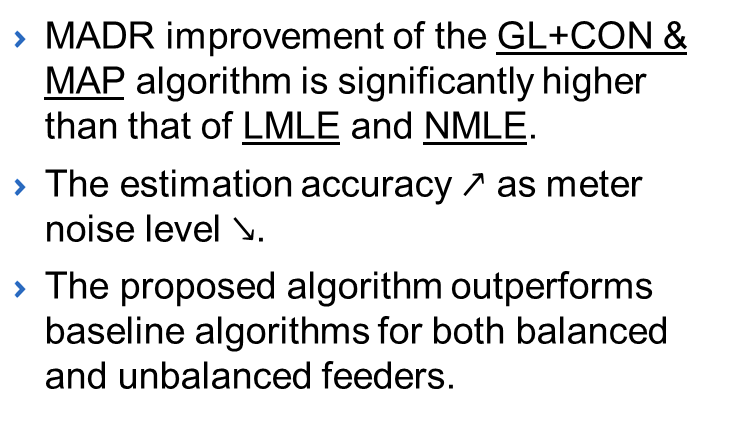 › MADR improvement of the GL+CON &
MAP algorithm is significantly higher
than that of LMLE and NMLE.
› The estimation accuracy ↗ as meter
noise level ↘.
› The proposed algorithm outperforms
baseline algorithms for both balanced
and unbalanced feeders.